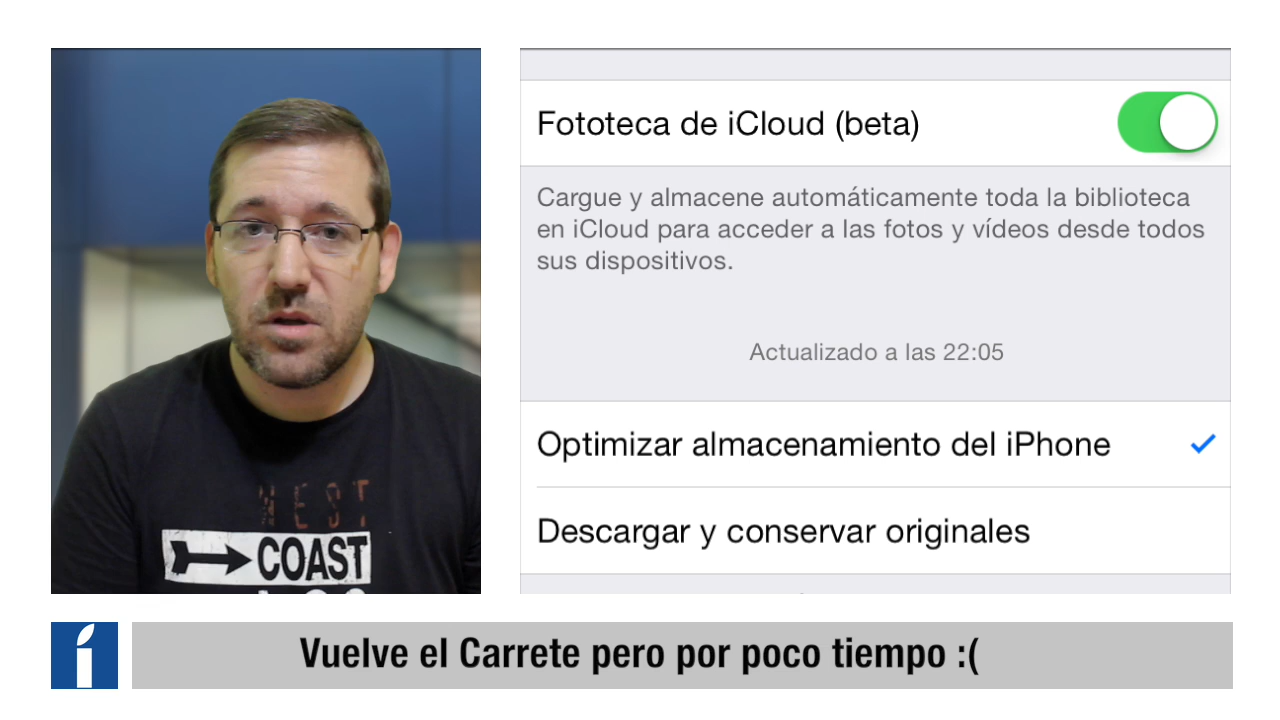 WEST
COAST
Fototeca de iCloud (beta)
Cargue y almacene automáticamente toda la biblioteca
en iCloud para acceder a las fotos y vídeos desde todos
sus dispositivos.
Actualizado a las 22:05
Optimizar almacenamiento del iPhone
Descargar y conservar originales
í
Vuelve el Carrete pero por poco tiempo :(